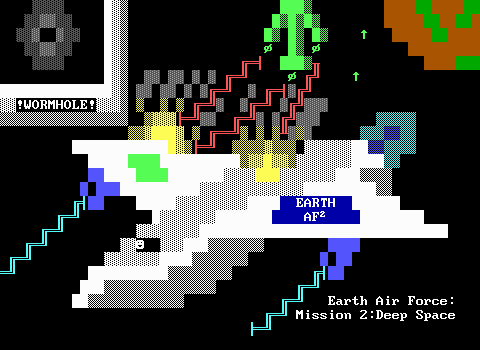 !WORMHOLE!
EARTH
AF²
Earth Air Force:
Mission 2:Deep Space